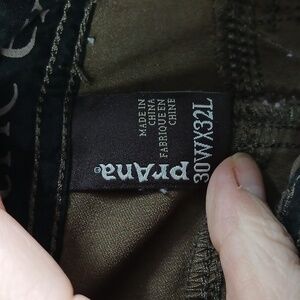 prAna®
30WX32L
MADE IN
CHINA
FABRIQUE EN
CHINE